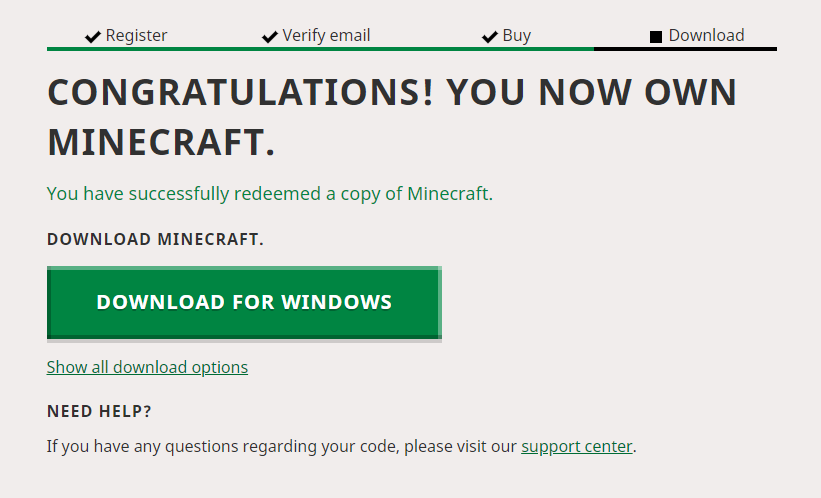 Register Verify email Buy Download
CONGRATULATIONS! YOU NOW OWN
MINECRAFT.
You have successfully redeemed a copy of Minecraft.
DOWNLOAD MINECRAFT.
DOWNLOAD FOR WINDOWS
Show all download options
NEED HELP?
If you have any questions regarding your code, please visit our support center.